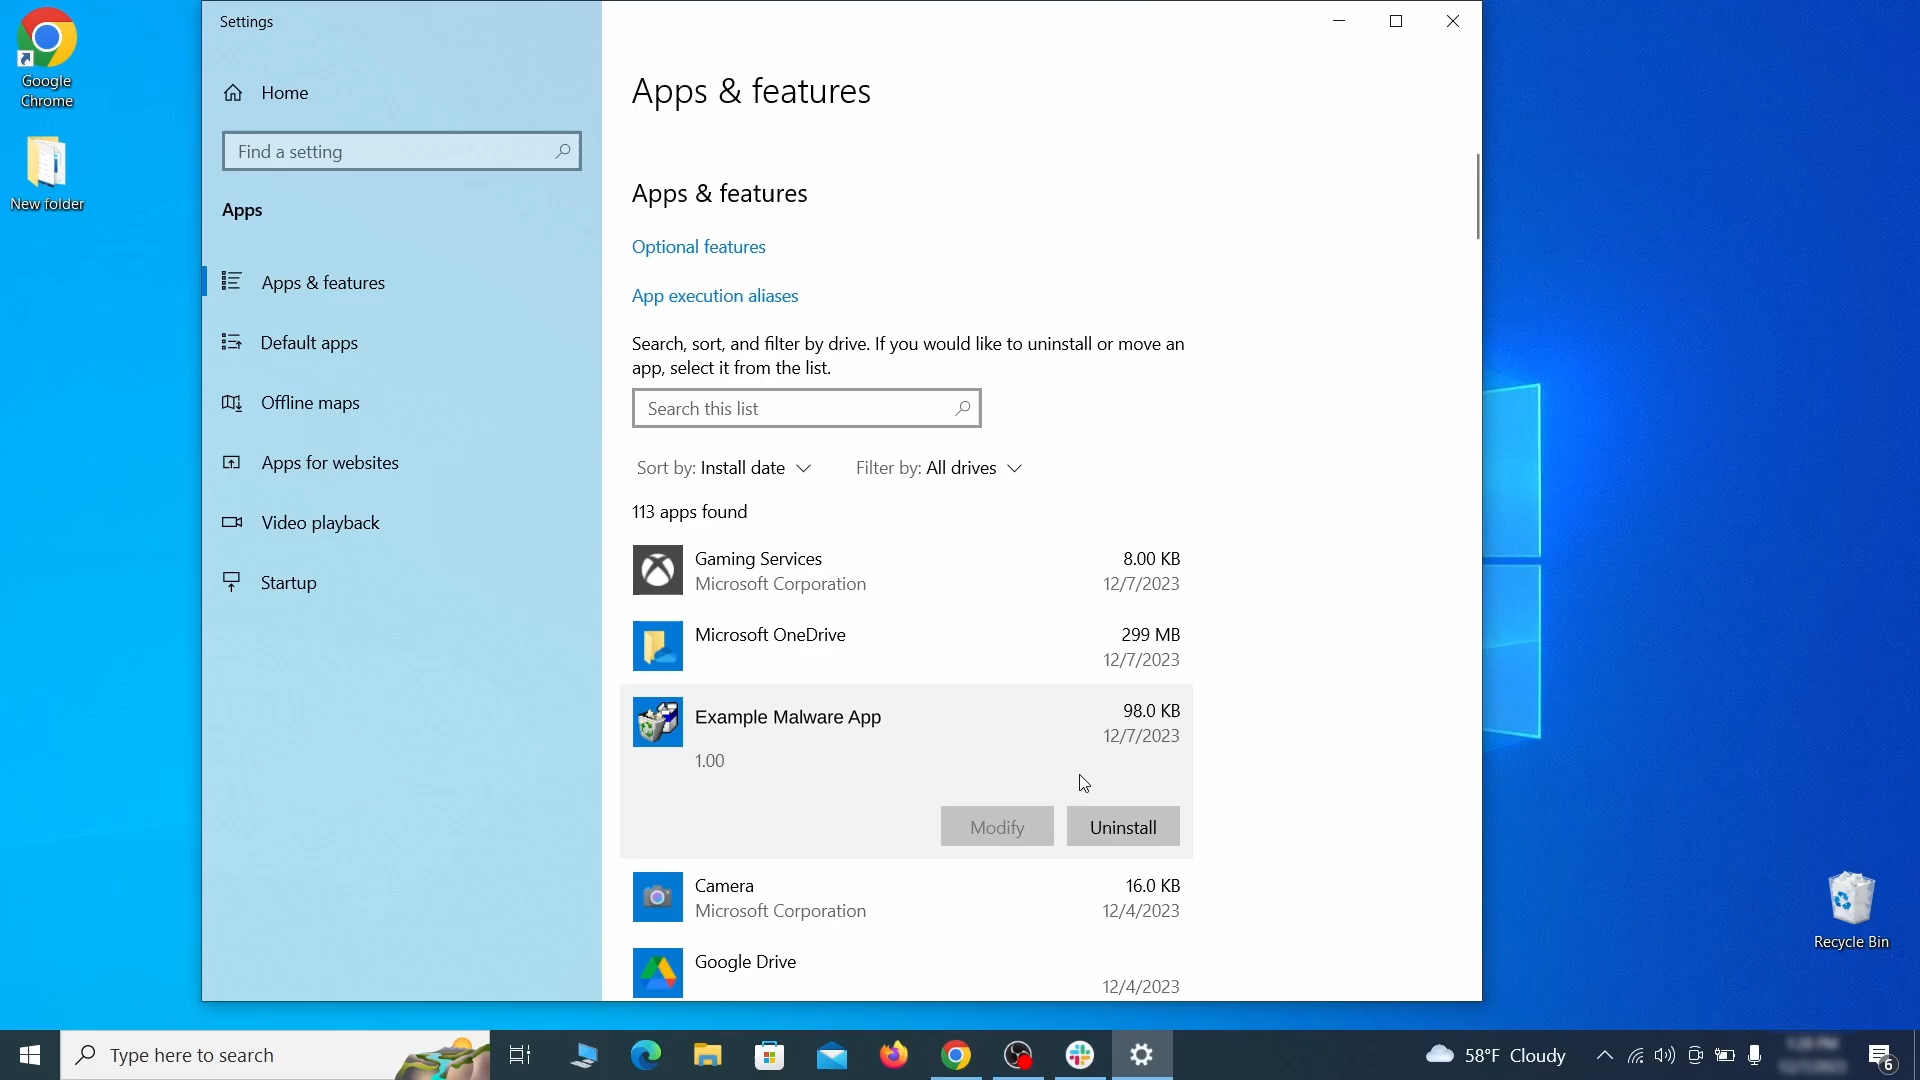 Google
Chrome
New folder
Settings
Home
Find a setting
Apps
Apps & features
Default apps
Offline maps
Apps for websites
Video playback
Startup
Apps & features
Apps & features
Optional features
App execution aliases
Search, sort, and filter by drive. If you would like to uninstall or move an
app, select it from the list.
Search this list
Sort by: Install date Filter by: All drives
113 apps found
Gaming Services 8.00 KB
Microsoft Corporation 12/7/2023
Microsoft OneDrive 299 MB
12/7/2023
Example Malware App 98.0 KB
12/7/2023
1.00
Modify Uninstall
Camera 16.0 KB
Microsoft Corporation 12/4/2023
Google Drive
12/4/2023
Recycle Bin
Type here to search
58°F Cloudy
6